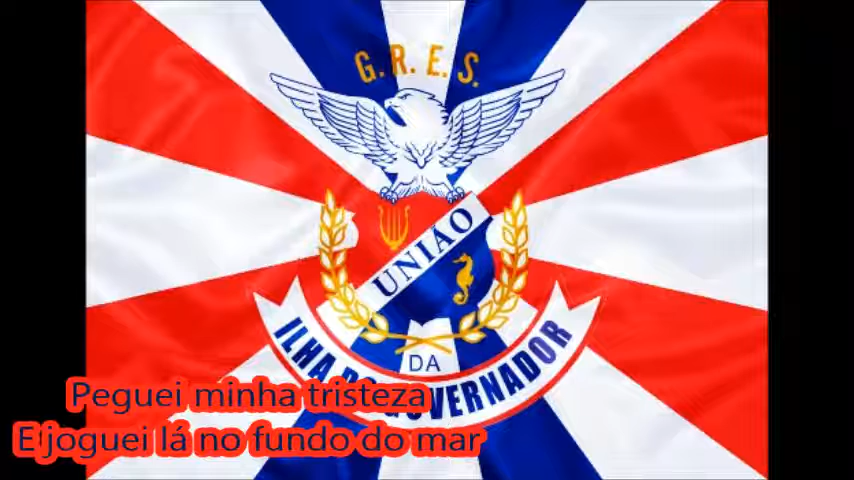 G.R.E.S.
UNIÃO
DA
ILHA DO GOVERNADOR
Peguei minha tristeza
E joguei lá no fundo do mar